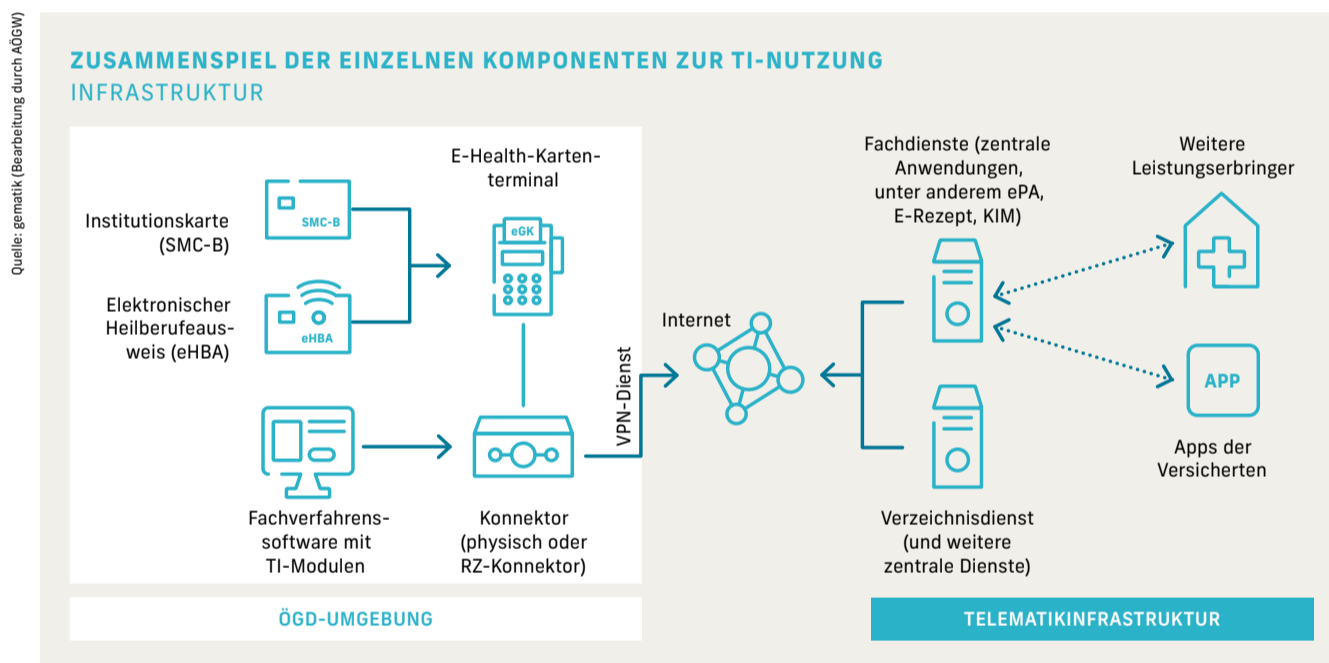 Quelle: gematik (Bearbeitung durch AÖGW)
ZUSAMMENSPIEL DER EINZELNEN KOMPONENTEN ZUR TI-NUTZUNG
INFRASTRUKTUR
Institutionskarte
(SMC-B)
SMC-B
Elektronischer
Heilberufeaus-
weis (eHBA)
eHBA
E-Health-Karten-
terminal
eGK
Fachverfahrens-
software mit
TI-Modulen
Konnektor
(physisch oder
RZ-Konnektor)
VPN-Dienst
Internet
Fachdienste (zentrale
Anwendungen,
unter anderem ePA,
E-Rezept, KIM)
Verzeichnisdienst
(und weitere
zentrale Dienste)
Weitere
Leistungserbringer
APP
Apps der
Versicherten
ÖGD-UMGEBUNG
TELEMATIKINFRASTRUKTUR